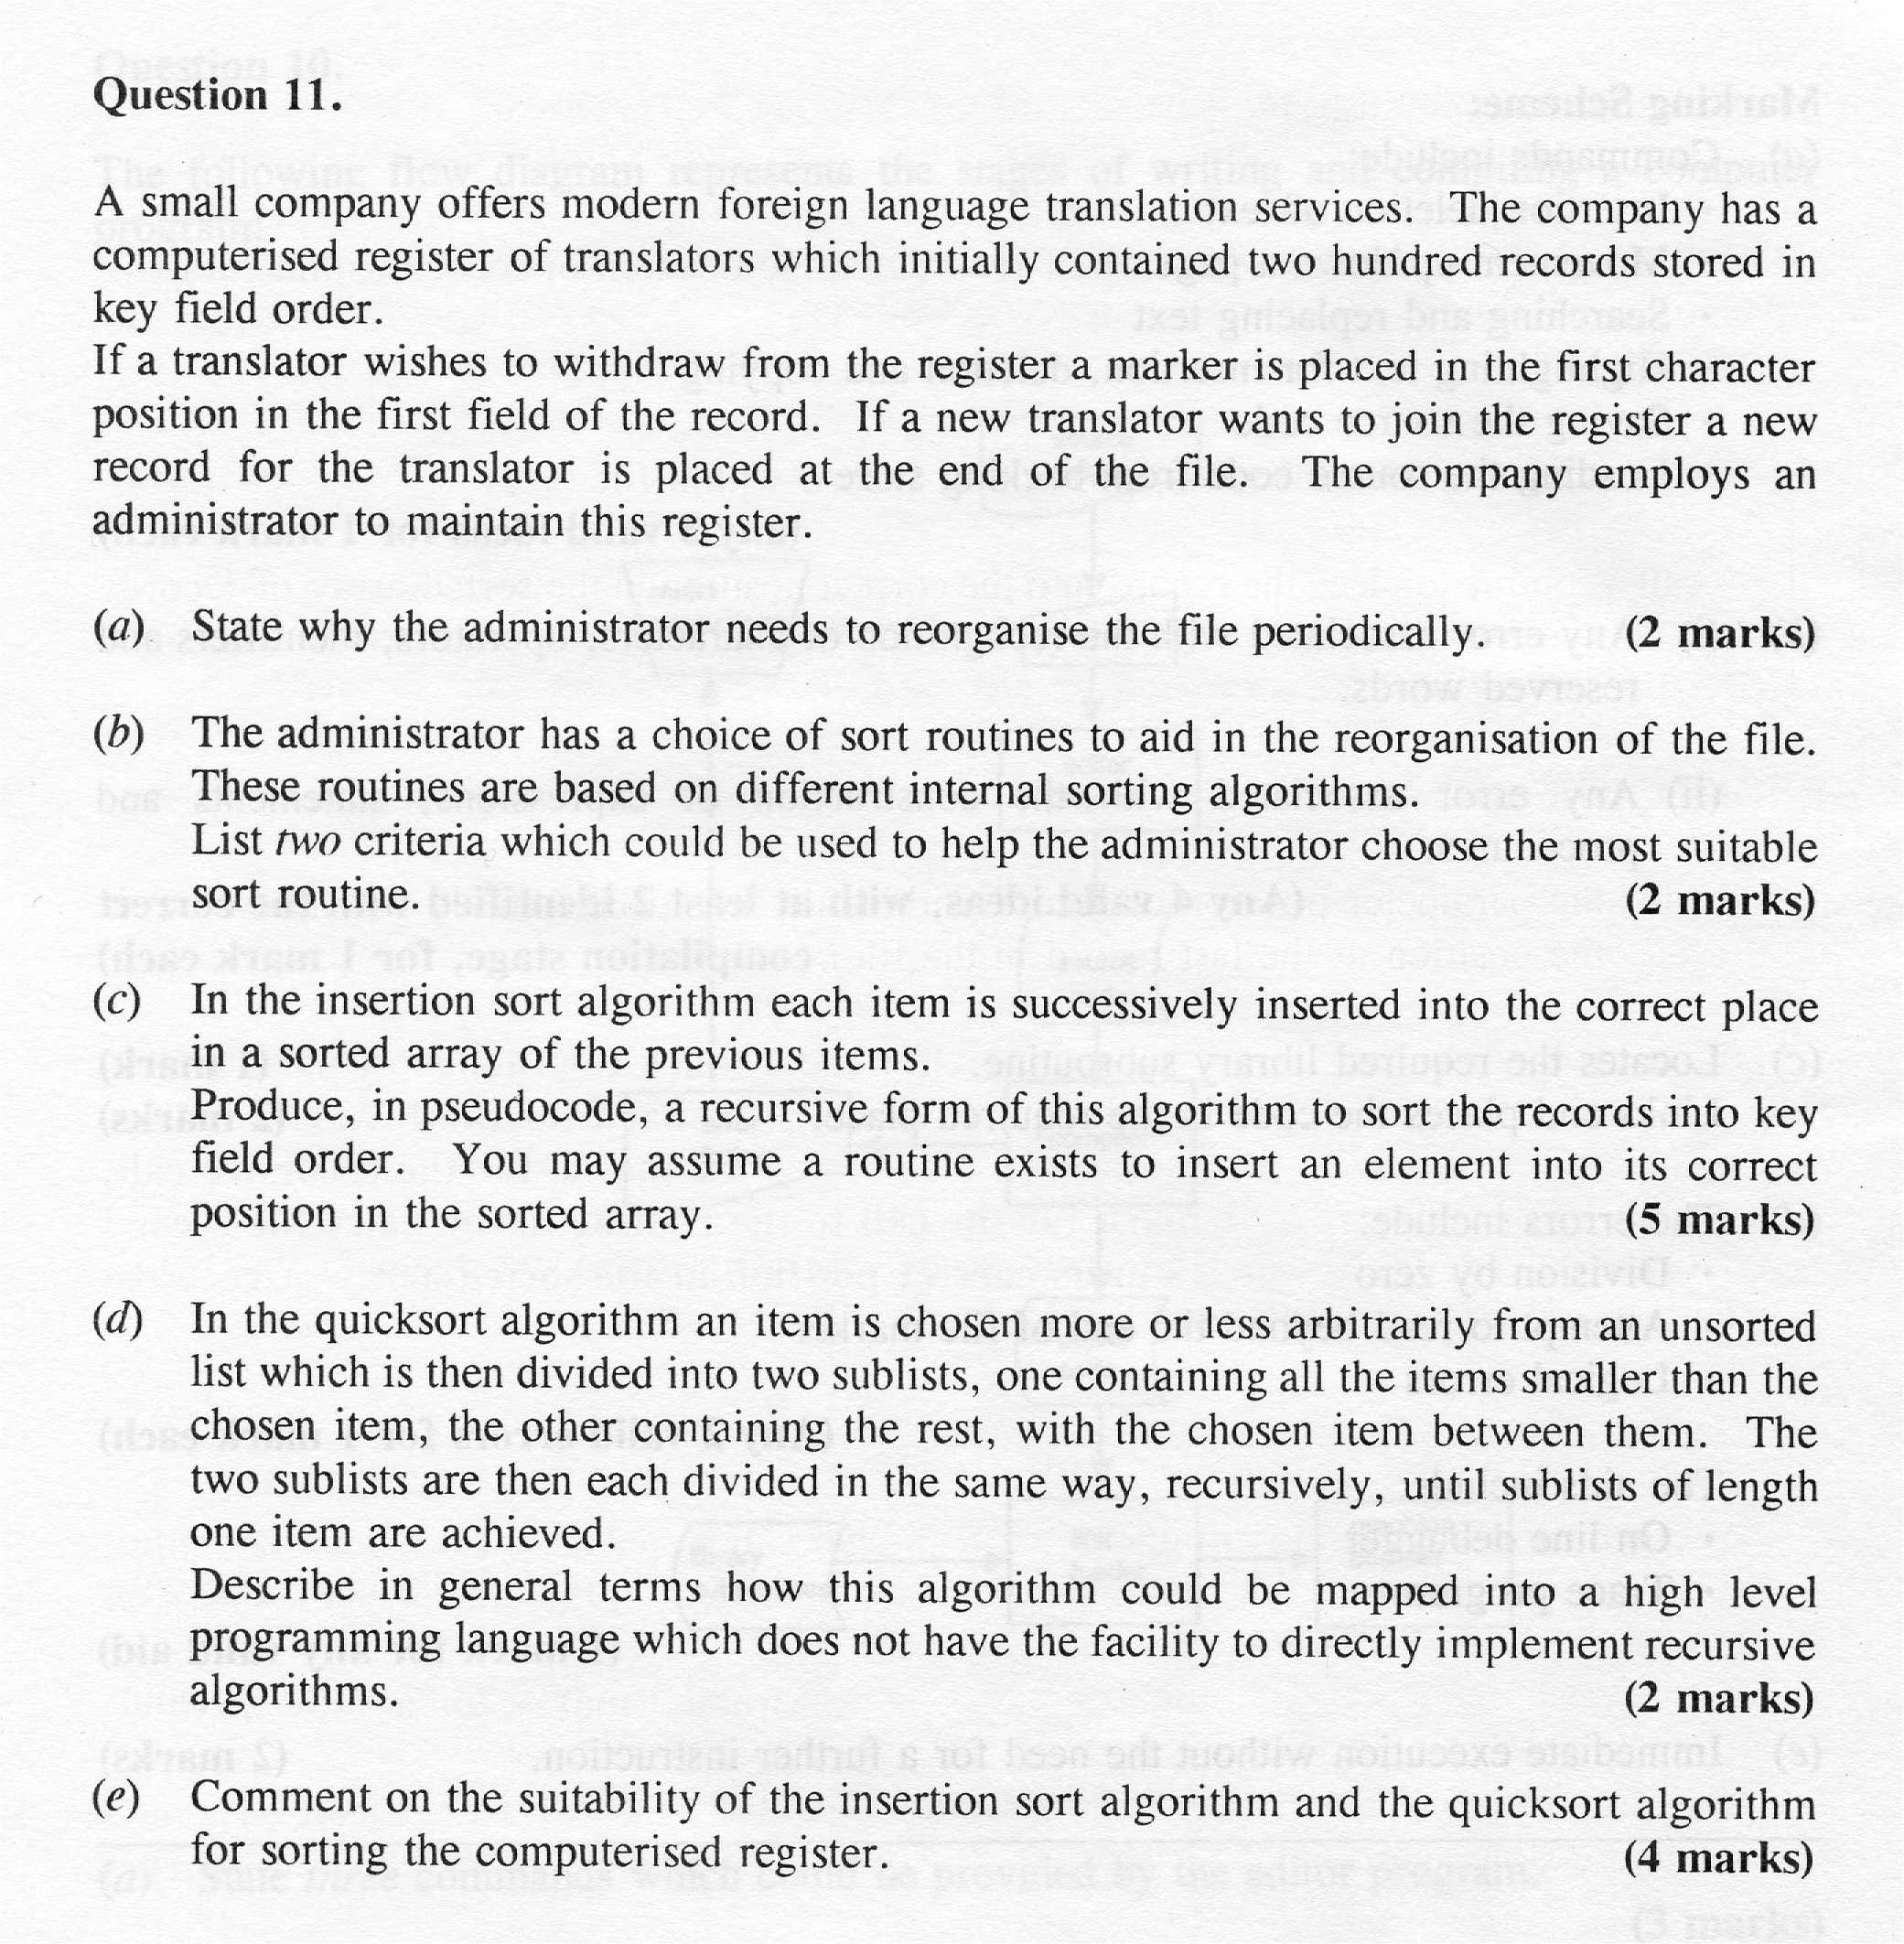 Question 11.
A small company offers modern foreign language translation services. The company has a
computerised register of translators which initially contained two hundred records stored in
key field order.
If a translator wishes to withdraw from the register a marker is placed in the first character
position in the first field of the record. If a new translator wants to join the register a new
record for the translator is placed at the end of the file. The company employs an
administrator to maintain this register.
(a) State why the administrator needs to reorganise the file periodically. (2 marks)
(b) The administrator has a choice of sort routines to aid in the reorganisation of the file.
These routines are based on different internal sorting algorithms.
List two criteria which could be used to help the administrator choose the most suitable
sort routine. (2 marks)
(c) In the insertion sort algorithm each item is successively inserted into the correct place
in a sorted array of the previous items.
Produce, in pseudocode, a recursive form of this algorithm to sort the records into key
field order. You may assume a routine exists to insert an element into its correct
position in the sorted array. (5 marks)
(d) In the quicksort algorithm an item is chosen more or less arbitrarily from an unsorted
list which is then divided into two sublists, one containing all the items smaller than the
chosen item, the other containing the rest, with the chosen item between them. The
two sublists are then each divided in the same way, recursively, until sublists of length
one item are achieved.
Describe in general terms how this algorithm could be mapped into a high level
programming language which does not have the facility to directly implement recursive
algorithms. (2 marks)
(e) Comment on the suitability of the insertion sort algorithm and the quicksort algorithm
for sorting the computerised register. (4 marks)